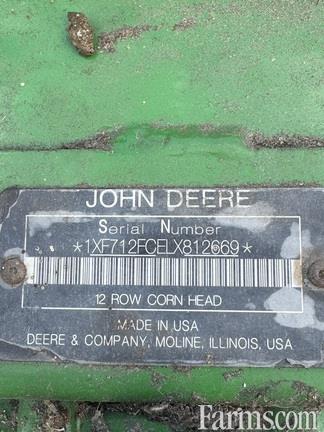 JOHN DEERE
Serial Number
*1XF712FCELX812669*
12 ROW CORN HEAD
MADE IN USA
DEERE & COMPANY, MOLINE, ILLINOIS, USA
Farms.com